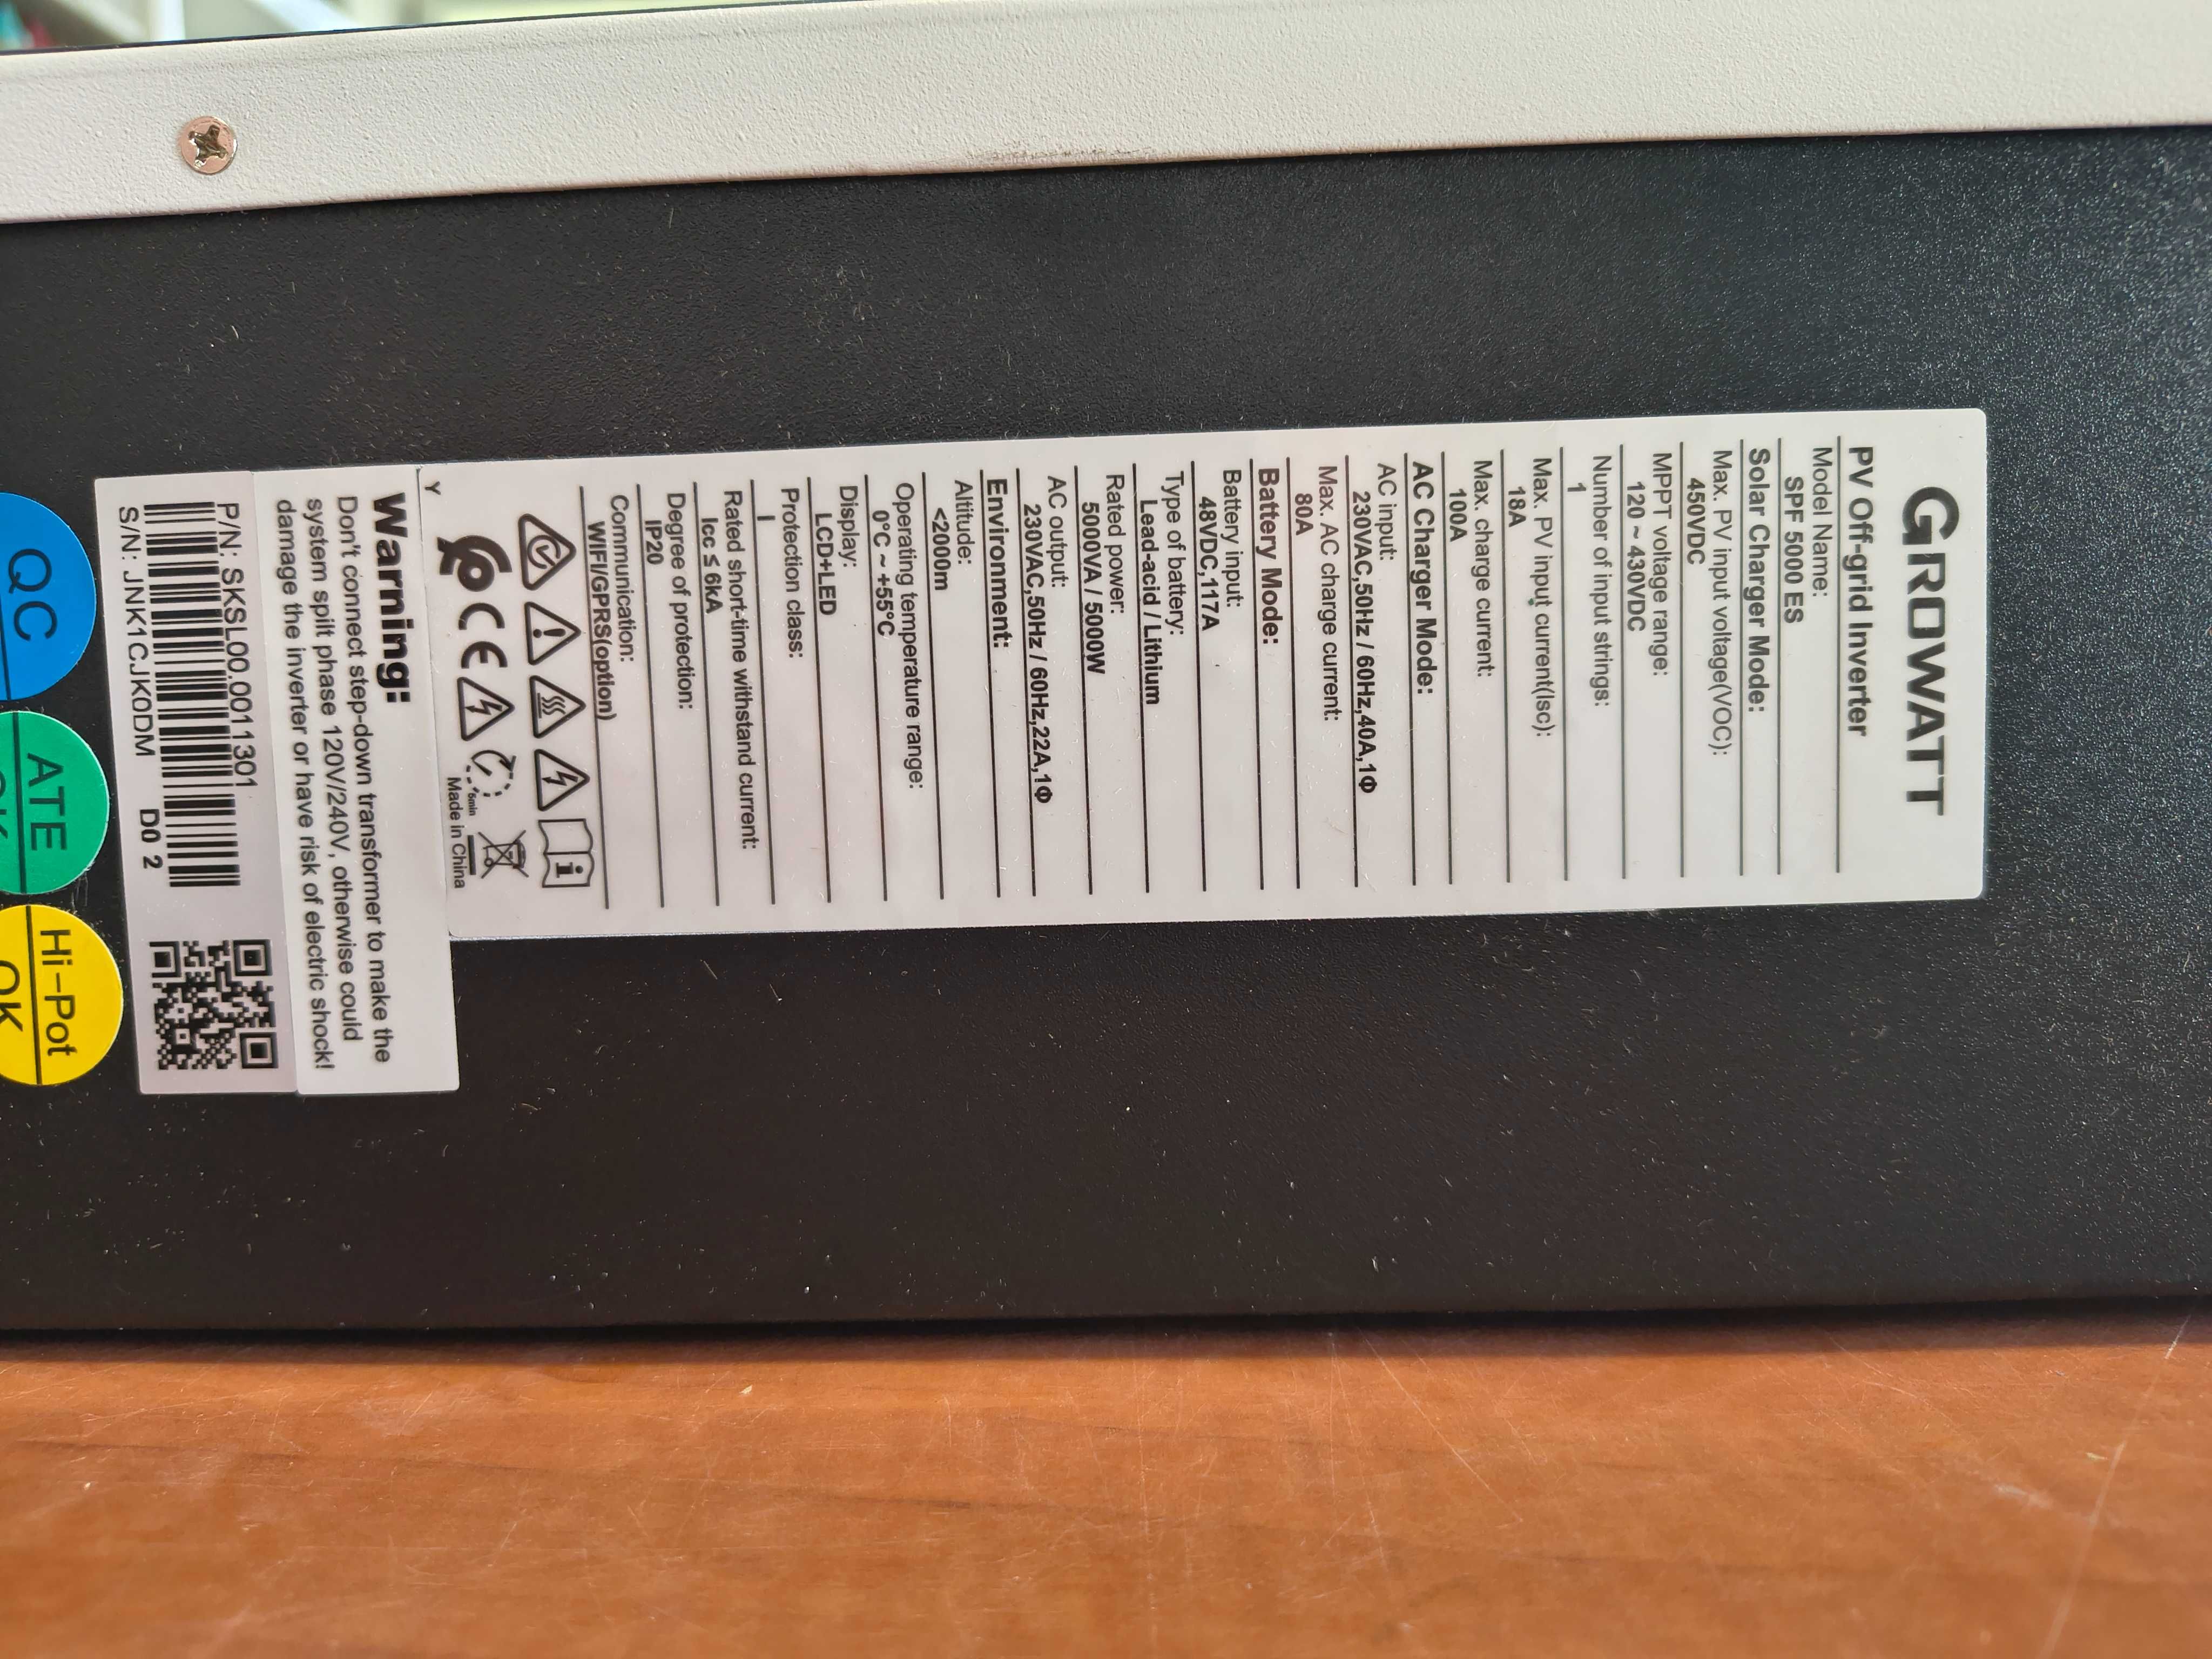 GROWATT
PV Off-grid Inverter
Model Name:
SPF 5000 ES
Solar Charger Mode:
Max. PV input voltage(VOC):
450VDC
MPPT voltage range:
120 ~ 430VDC
Number of input strings:
1
Max. PV input current(Isc):
18A
Max. charge current:
100A
AC Charger Mode:
AC input:
230VAC,50Hz / 60Hz,40A,1Φ
Max. AC charge current:
80A
Battery Mode:
Battery input:
48VDC,117A
Type of battery:
Lead-acid / Lithium
Rated power:
5000VA / 5000W
AC output:
230VAC,50Hz / 60Hz,22A,1Φ
Environment:
Altitude:
<2000m
Operating temperature range:
0°C ~ +55°C
Display:
LCD+LED
Protection class:
I
Rated short-time withstand current:
Icc ≤ 6kA
Degree of protection:
IP20
Communication:
WIFI/GPRS(option)
CE
5min
Made in China
Y
Warning:
Don't connect step-down transformer to make the
system spilt phase 120V/240V, otherwise could
damage the inverter or have risk of electric shock!
P/N: SKSL00.0011301
S/N: JNK1CJK0DM D0 2
QC
ATE
OK
Hi-Pot
OK